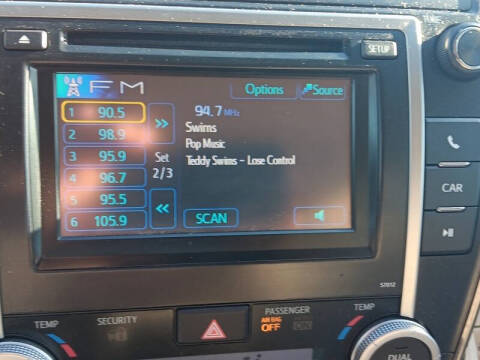 SETUP
FM
Options
Source
1 90.5
94.7 MHz
Swims
2 98.9
Pop Music
3 95.9
Set
Teddy Swims - Lose Control
4 96.7
2/3
5 95.5
6 105.9
SCAN
CAR
57012
TEMP
SECURITY
PASSENGER
AIR BAG
OFF
ON
TEMP
DUAL